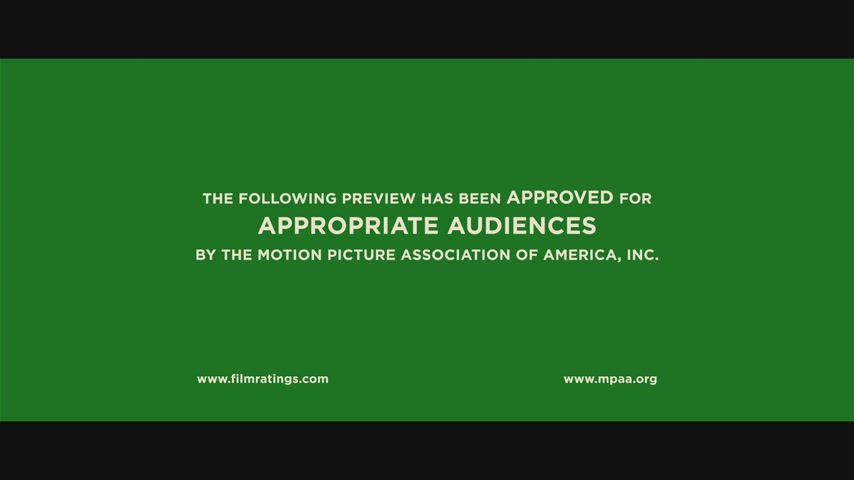 THE FOLLOWING PREVIEW HAS BEEN APPROVED FOR
APPROPRIATE AUDIENCES
BY THE MOTION PICTURE ASSOCIATION OF AMERICA, INC.
www.filmratings.com
www.mpaa.org